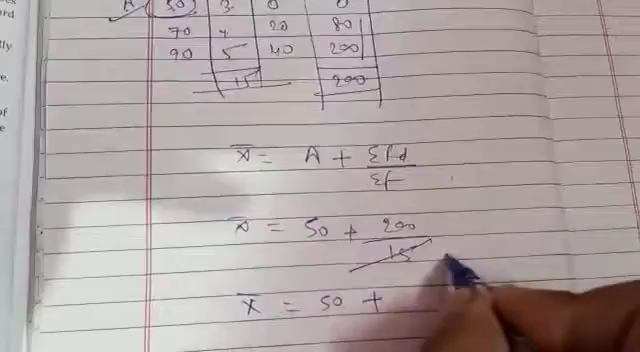 A 50 3 0 0
70 4 20 80
90 5 40 200
15 200
x̄ = A + Σfd
Σf
x̄ = 50 + 200
15
x̄ = 50 +